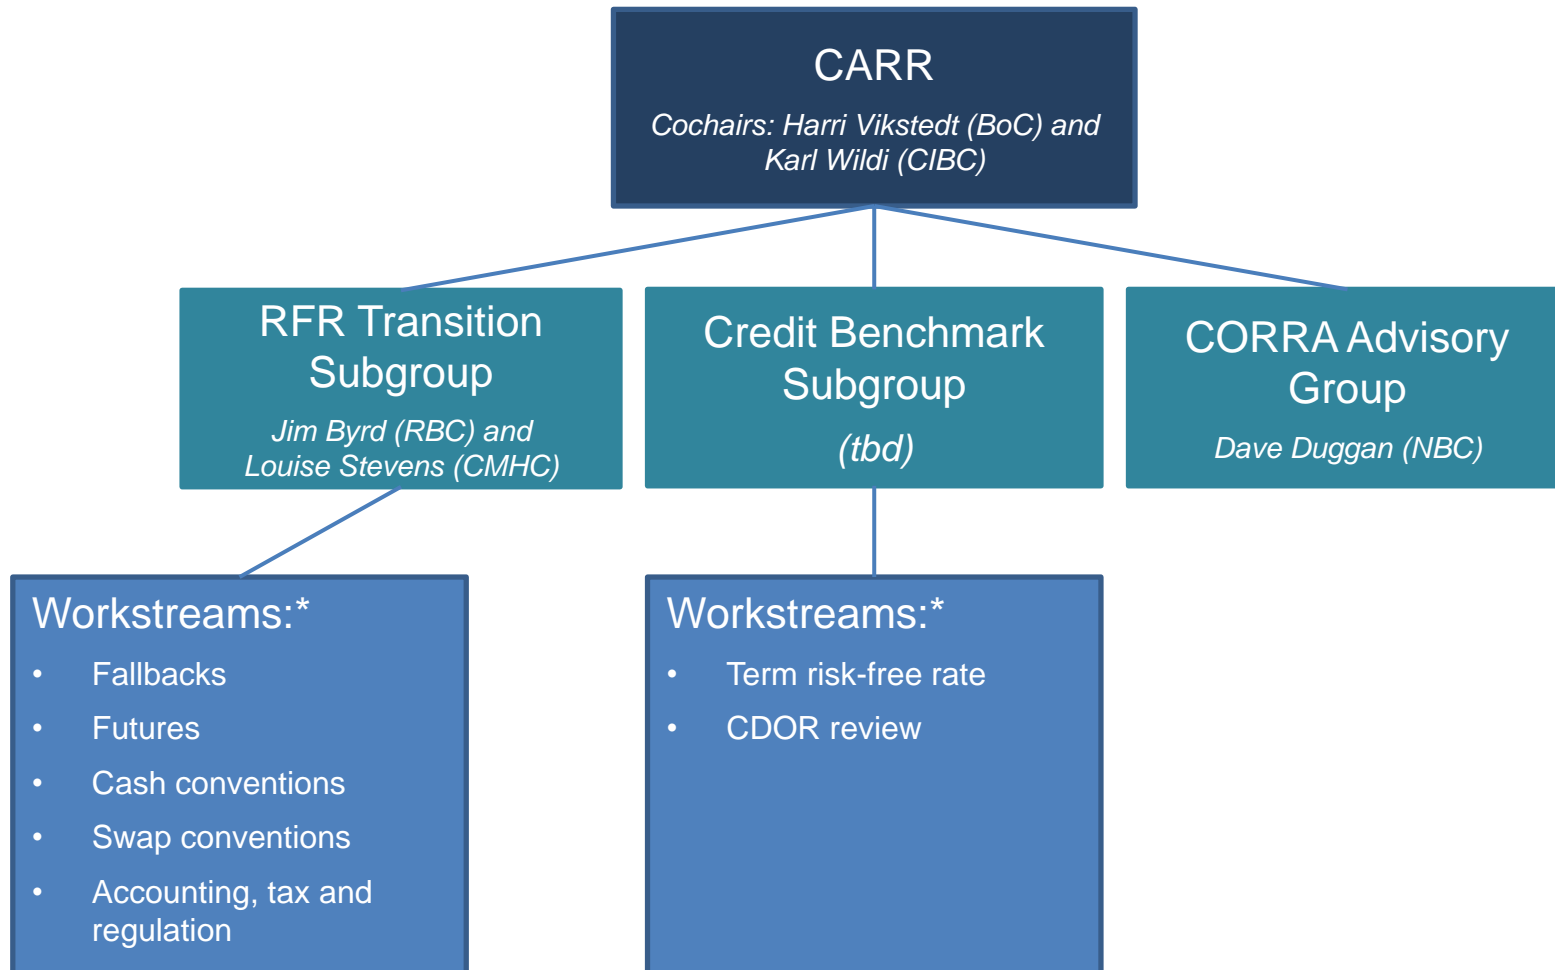 CARR
Cochairs: Harri Vikstedt (BoC) and
Karl Wildi (CIBC)
RFR Transition
Subgroup
Jim Byrd (RBC) and
Louise Stevens (CMHC)
Credit Benchmark
Subgroup
(tbd)
CORRA Advisory
Group
Dave Duggan (NBC)
Workstreams:*
• Fallbacks
• Futures
• Cash conventions
• Swap conventions
• Accounting, tax and
regulation
Workstreams:*
• Term risk-free rate
• CDOR review